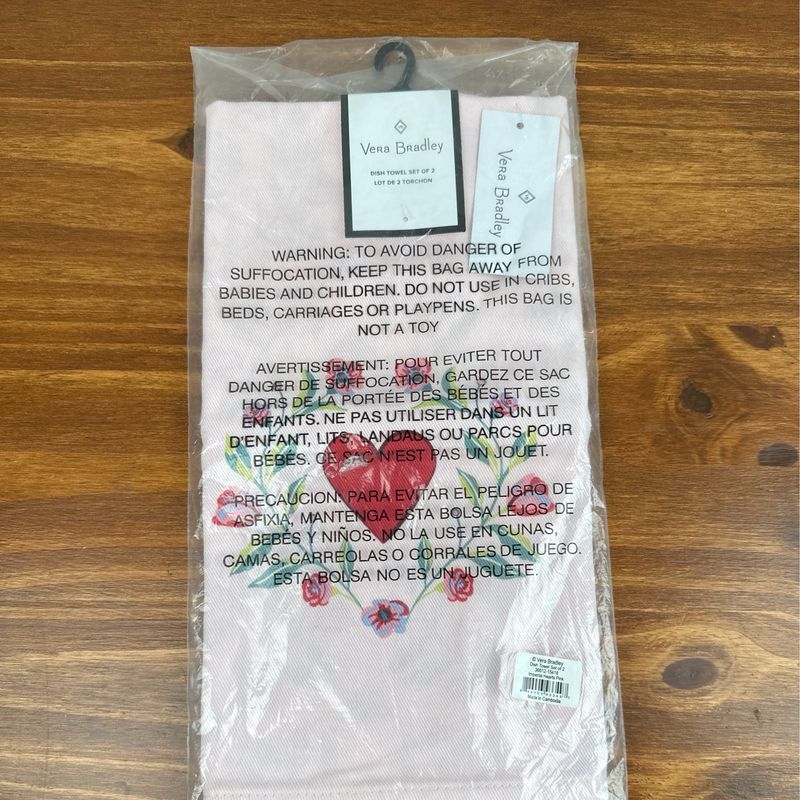 Vera Bradley
DISH TOWEL SET OF 2
LOT DE 2 TORCHON
Vera Bradley
WARNING: TO AVOID DANGER OF
SUFFOCATION, KEEP THIS BAG AWAY FROM
BABIES AND CHILDREN. DO NOT USE IN CRIBS,
BEDS, CARRIAGES OR PLAYPENS. THIS BAG IS
NOT A TOY
AVERTISSEMENT: POUR EVITER TOUT
DANGER DE SUFFOCATION, GARDEZ CE SAC
HORS DE LA PORTÉE DES BÉBÉS ET DES
ENFANTS. NE PAS UTILISER DANS UN LIT
D'ENFANT, LITS, LANDAUS OU PARCS POUR
BÉBÉS. CE SAC N'EST PAS UN JOUET.
PRECAUCION: PARA EVITAR EL PELIGRO DE
ASFIXIA, MANTENGA ESTA BOLSA LEJOS DE
BEBÉS Y NIÑOS. NO LA USE EN CUNAS,
CAMAS, CARREOLAS O CORRALES DE JUEGO.
ESTA BOLSA NO ES UN JUGUETE.
© Vera Bradley
Dish Towel Set of 2
Imperial Hearts Pink
Made in Cambodia